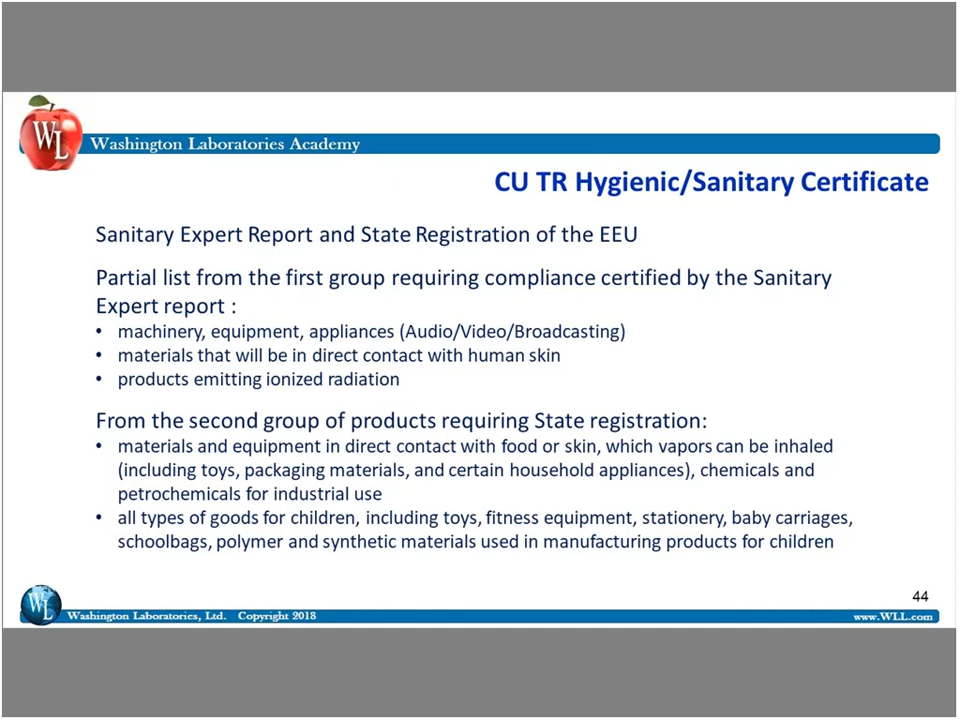 WL
Washington Laboratories Academy
CU TR Hygienic/Sanitary Certificate
Sanitary Expert Report and State Registration of the EEU
Partial list from the first group requiring compliance certified by the Sanitary
Expert report :
• machinery, equipment, appliances (Audio/Video/Broadcasting)
• materials that will be in direct contact with human skin
• products emitting ionized radiation
From the second group of products requiring State registration:
• materials and equipment in direct contact with food or skin, which vapors can be inhaled
(including toys, packaging materials, and certain household appliances), chemicals and
petrochemicals for industrial use
• all types of goods for children, including toys, fitness equipment, stationery, baby carriages,
schoolbags, polymer and synthetic materials used in manufacturing products for children
44
WL
Washington Laboratories, Ltd. Copyright 2018
www.WLL.com